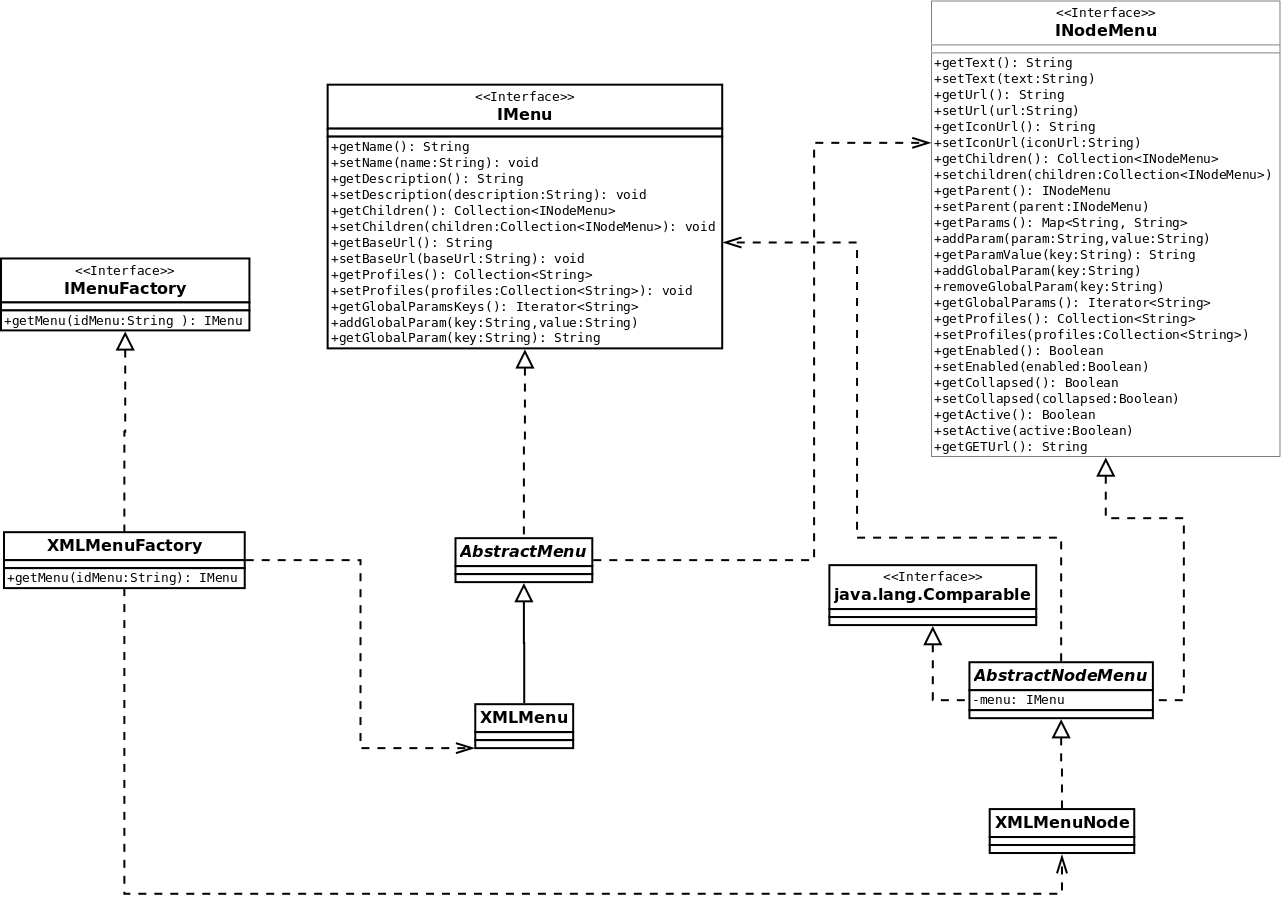 <<Interface>>
INodeMenu
+getText(): String
+setText(text:String)
+getUrl(): String
+setUrl(url:String)
+getIconUrl(): String
+setIconUrl(iconUrl:String)
+getChildren(): Collection<INodeMenu>
+setchildren(children:Collection<INodeMenu>)
+getParent(): INodeMenu
+setParent(parent:INodeMenu)
+getParams(): Map<String, String>
+addParam(param:String,value:String)
+getParamValue(key:String): String
+addGlobalParam(key:String)
+removeGlobalParam(key:String)
+getGlobalParams(): Iterator<String>
+getProfiles(): Collection<String>
+setProfiles(profiles:Collection<String>)
+getEnabled(): Boolean
+setEnabled(enabled:Boolean)
+getCollapsed(): Boolean
+setCollapsed(collapsed:Boolean)
+getActive(): Boolean
+setActive(active:Boolean)
+getGETUrl(): String
<<Interface>>
IMenu
+getName(): String
+setName(name:String): void
+getDescription(): String
+setDescription(description:String): void
+getChildren(): Collection<INodeMenu>
+setChildren(children:Collection<INodeMenu>): void
+getBaseUrl(): String
+setBaseUrl(baseUrl:String): void
+getProfiles(): Collection<String>
+setProfiles(profiles:Collection<String>): void
+getGlobalParamsKeys(): Iterator<String>
+addGlobalParam(key:String,value:String)
+getGlobalParam(key:String): String
<<Interface>>
IMenuFactory
+getMenu(idMenu:String ): IMenu
XMLMenuFactory
+getMenu(idMenu:String): IMenu
AbstractMenu
<<Interface>>
java.lang.Comparable
AbstractNodeMenu
-menu: IMenu
XMLMenu
XMLMenuNode